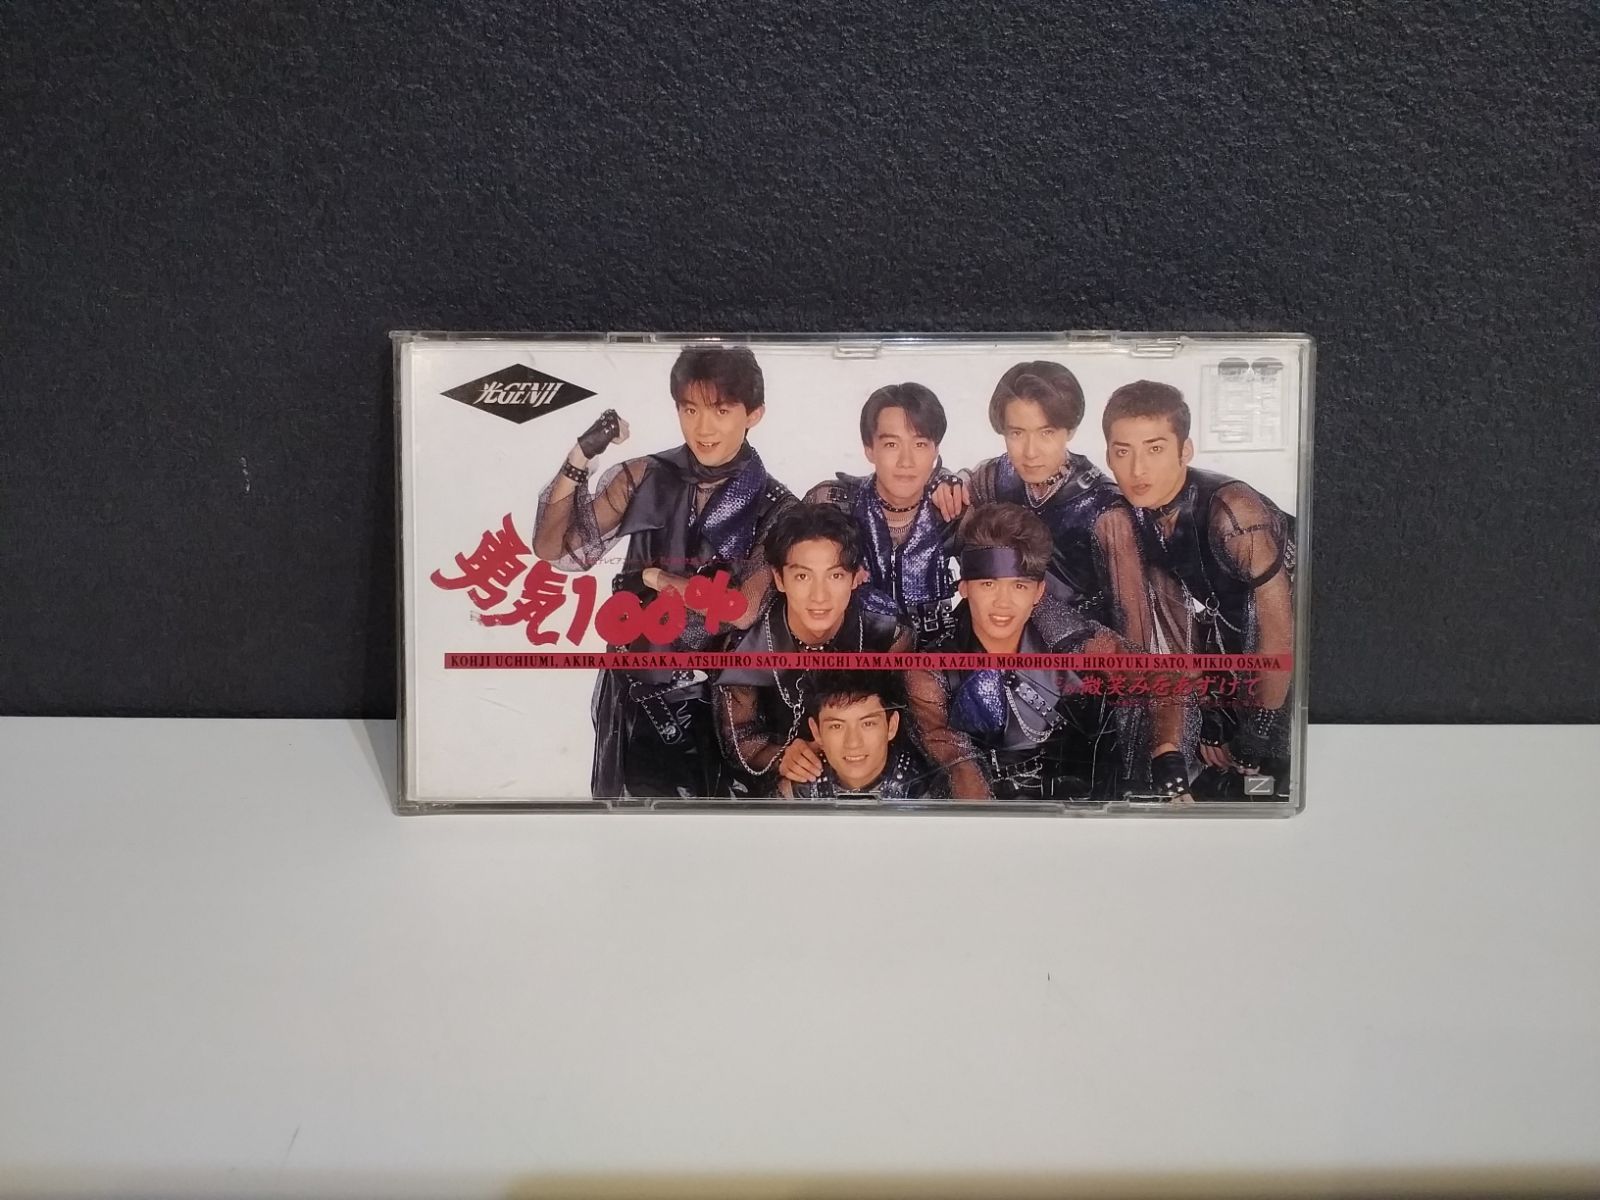 光GENJI
勇気100%
KOHJI UCHIUMI, AKIRA AKASAKA, ATSUHIRO SATO, JUNICHI YAMAMOTO, KAZUMI MOROHOSHI, HIROYUKI SATO, MIKIO OSAWA
微笑みをあずけて
Z